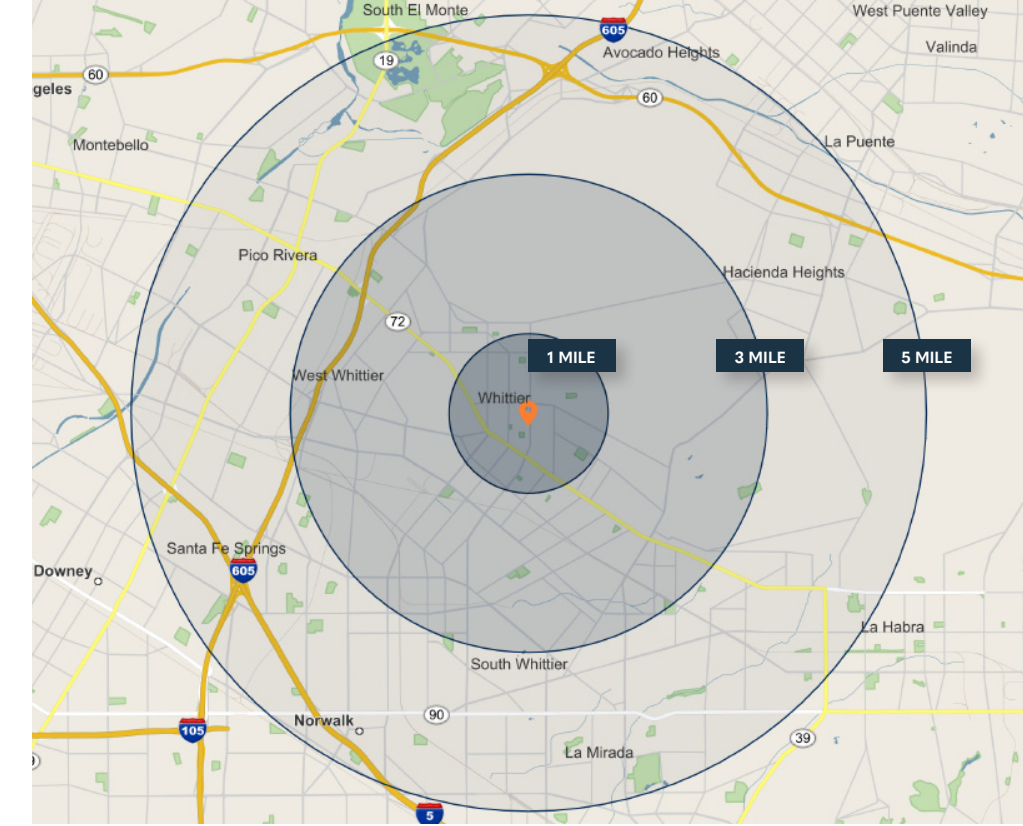 South El Monte
West Puente Valley
605
Avocado Heights
Valinda
19
60
geles
60
Montebello
La Puente
Pico Rivera
Hacienda Heights
72
1 MILE
3 MILE
5 MILE
West Whittier
Whittier
Santa Fe Springs
605
Downey
La Habra
South Whittier
90
Norwalk
105
39
La Mirada
5